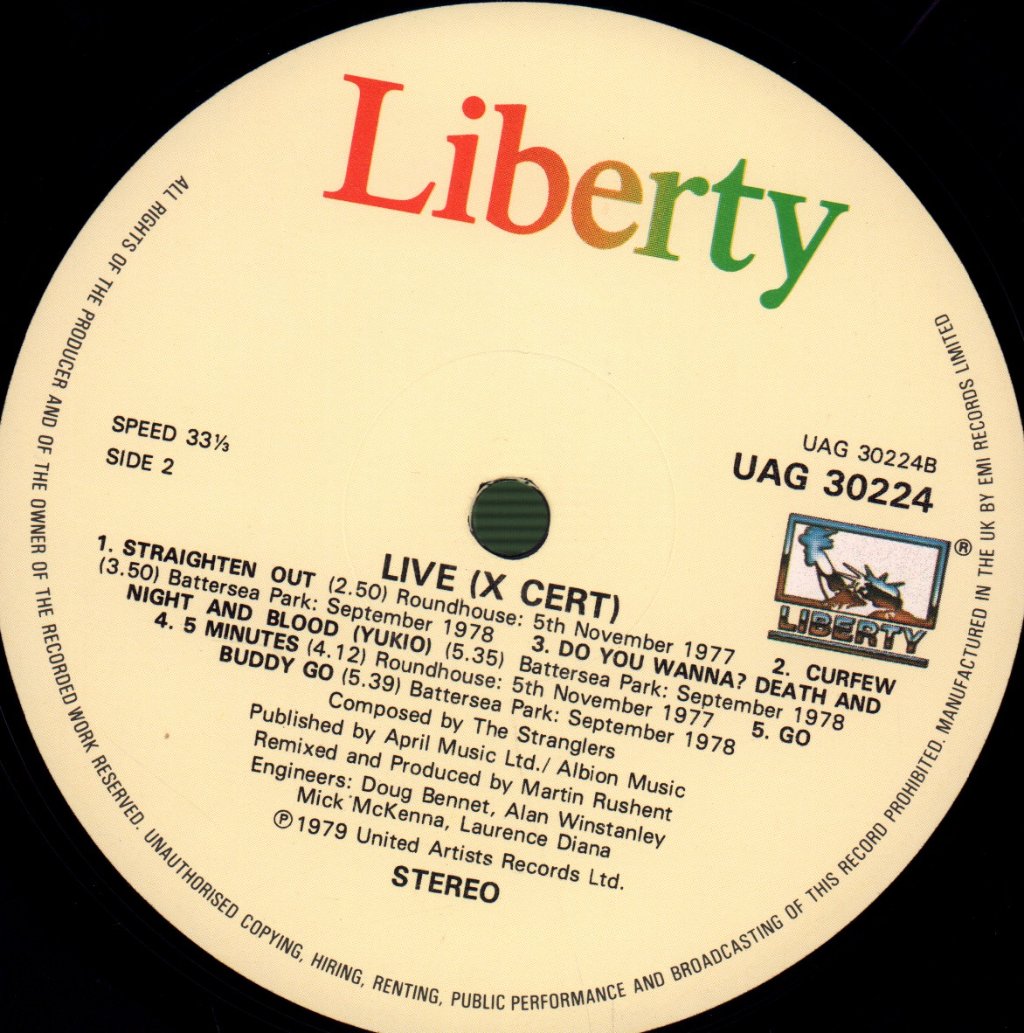 Liberty
SPEED 33⅓
SIDE 2
UAG 30224B
UAG 30224
LIBERTY
®
LIVE (X CERT)
1. STRAIGHTEN OUT (2.50) Roundhouse: 5th November 1977 2. CURFEW
(3.50) Battersea Park: September 1978 3. DO YOU WANNA? DEATH AND
NIGHT AND BLOOD (YUKIO) (5.35) Battersea Park: September 1978
4. 5 MINUTES (4.12) Roundhouse: 5th November 1977 5. GO
BUDDY GO (5.39) Battersea Park: September 1978
Composed by The Stranglers
Published by April Music Ltd./ Albion Music
Remixed and Produced by Martin Rushent
Engineers: Doug Bennet, Alan Winstanley
Mick McKenna, Laurence Diana
℗ 1979 United Artists Records Ltd.
STEREO
ALL RIGHTS OF THE PRODUCER AND OF THE OWNER OF THE RECORDED WORK RESERVED. UNAUTHORISED COPYING, HIRING, RENTING, PUBLIC PERFORMANCE AND BROADCASTING OF THIS RECORD PROHIBITED. MANUFACTURED IN THE UK BY EMI RECORDS LIMITED